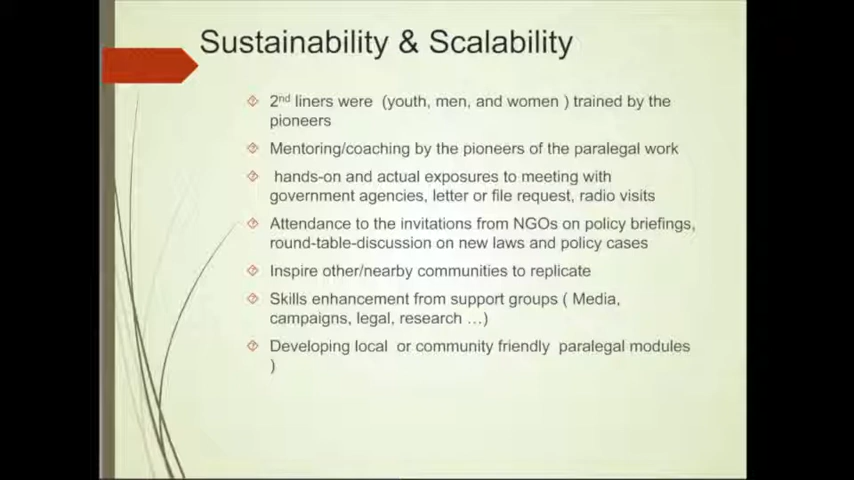 Sustainability & Scalability
2nd liners were (youth, men, and women ) trained by the
pioneers
Mentoring/coaching by the pioneers of the paralegal work
hands-on and actual exposures to meeting with
government agencies, letter or file request, radio visits
Attendance to the invitations from NGOs on policy briefings,
round-table-discussion on new laws and policy cases
Inspire other/nearby communities to replicate
Skills enhancement from support groups ( Media,
campaigns, legal, research …)
Developing local or community friendly paralegal modules
)